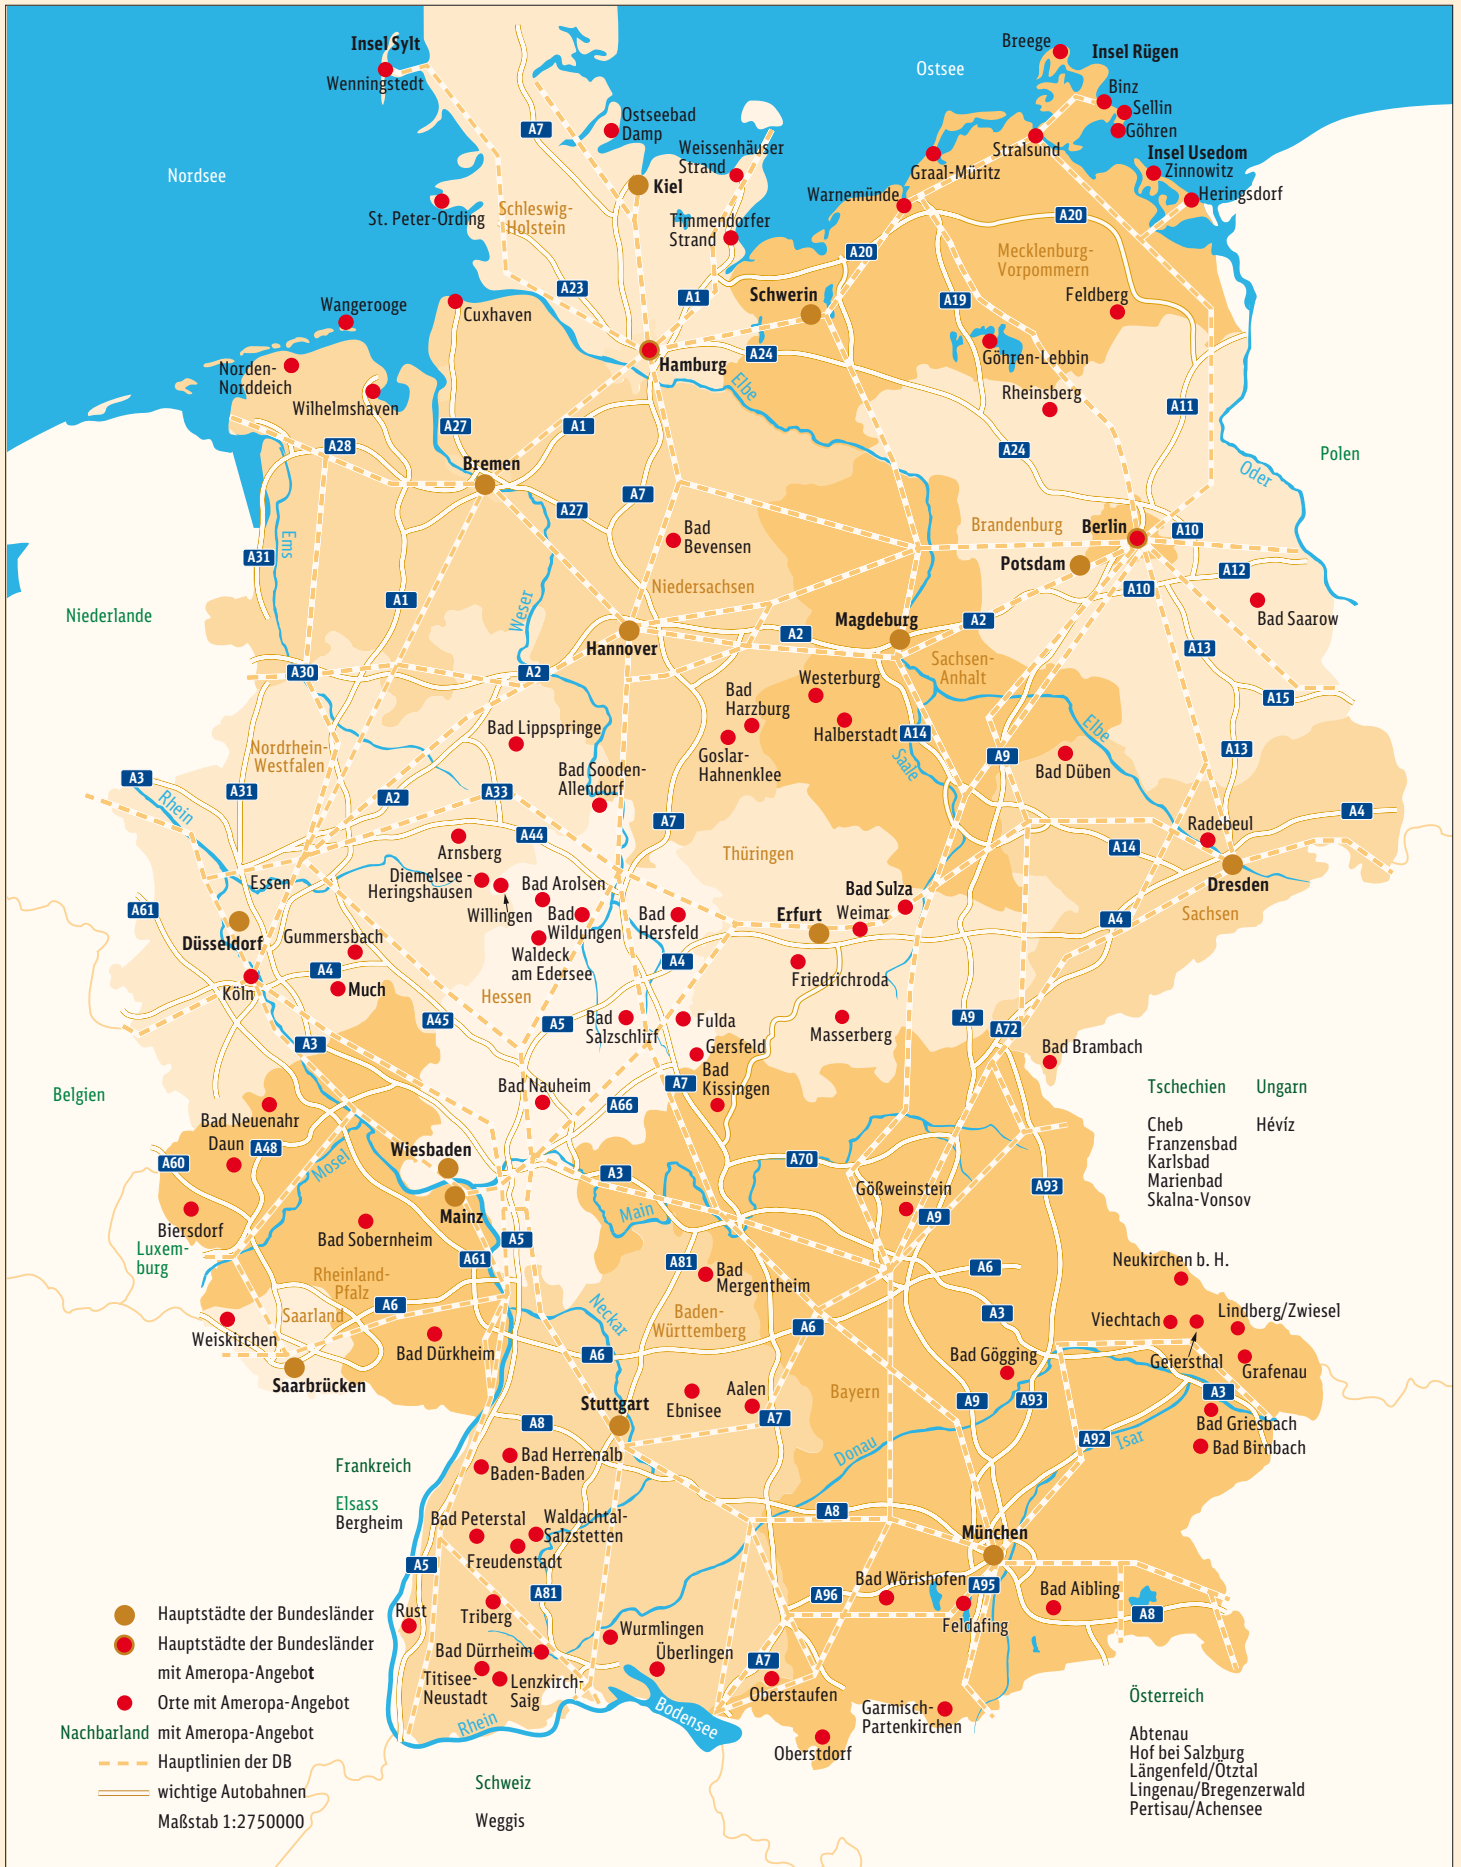 Insel Sylt
Wenningstedt
Breege
Insel Rügen
Ostsee
Binz
Sellin
Göhren
Ostseebad
Damp
A7
Weissenhäuser
Strand
Stralsund
Insel Usedom
Zinnowitz
Graal-Müritz
Nordsee
Kiel
Warnemünde
Heringsdorf
St. Peter-Ording
Schleswig-
Holstein
Timmendorfer
Strand
A20
A20
Mecklenburg-
Vorpommern
A23
A1
Schwerin
A19
Feldberg
Wangerooge
Cuxhaven
Göhren-Lebbin
Hamburg
A24
Norden-
Norddeich
Elbe
Rheinsberg
Wilhelmshaven
A27
A1
A11
A28
A24
Polen
Bremen
Oder
A7
A27
Brandenburg
Berlin
A10
Ems
A31
Bad
Bevensen
Potsdam
A12
Niedersachsen
A10
A1
Weser
Bad Saarow
Niederlande
Magdeburg
A2
A2
Hannover
A13
Sachsen-
Anhalt
A30
A2
Westerburg
Bad
Harzburg
A15
Bad Lippspringe
Halberstadt
A14
Elbe
Nordrhein-
Westfalen
Goslar-
Hahnenklee
Saale
A9
A13
Bad Düben
Bad Sooden-
Allendorf
A3
Rhein
A31
A2
A33
A7
A4
A44
Radebeul
Arnsberg
Thüringen
A14
Essen
Diemelsee -
Heringshausen
Bad Arolsen
Dresden
Willingen
Bad Sulza
A61
Bad
Wildungen
Bad
Hersfeld
Erfurt
Weimar
A4
Sachsen
Düsseldorf
Gummersbach
Waldeck
am Edersee
A4
A4
Köln
Much
Friedrichroda
Hessen
A45
A5
Bad
Salzschlirf
Fulda
A9
A72
Masserberg
A3
Gersfeld
Bad Brambach
Bad
Kissingen
A7
Bad Nauheim
Tschechien
Ungarn
Belgien
A66
Bad Neuenahr
Cheb
Hévíz
Franzensbad
Karlsbad
Marienbad
Skalna-Vonsov
Daun
A48
A60
Mosel
Wiesbaden
A3
A70
A93
Gößweinstein
Biersdorf
Mainz
Main
A9
Bad Sobernheim
A5
Luxem-
burg
A61
A81
A6
Neukirchen b. H.
Bad
Mergentheim
Rheinland-
Pfalz
Saarland
A6
Neckar
Baden-
Württemberg
A6
A3
Viechtach
Lindberg/Zwiesel
Weiskirchen
Bad Dürkheim
A6
Bad Gögging
Geiersthal
Grafenau
Saarbrücken
A3
Aalen
Ebnisee
Bayern
A9
A93
Stuttgart
A8
A7
Bad Griesbach
A92
Isar
Bad Birnbach
Donau
Bad Herrenalb
Frankreich
Baden-Baden
Elsass
Bergheim
Bad Peterstal
Waldachtal-
Salzstetten
A8
München
Freudenstadt
A5
Bad Wörishofen
A95
A81
A96
Bad Aibling
A8
Hauptstädte der Bundesländer
Rust
Triberg
Feldafing
Hauptstädte der Bundesländer
mit Ameropa-Angebot
Wurmlingen
Bad Dürrheim
Überlingen
A7
Titisee-
Neustadt
Lenzkirch-
Saig
Oberstaufen
Orte mit Ameropa-Angebot
Österreich
Nachbarland mit Ameropa-Angebot
Rhein
Bodensee
Garmisch-
Partenkirchen
Abtenau
Hof bei Salzburg
Längenfeld/Ötztal
Lingenau/Bregenzerwald
Pertisau/Achensee
Oberstdorf
Hauptlinien der DB
Schweiz
wichtige Autobahnen
Weggis
Maßstab 1:2750000